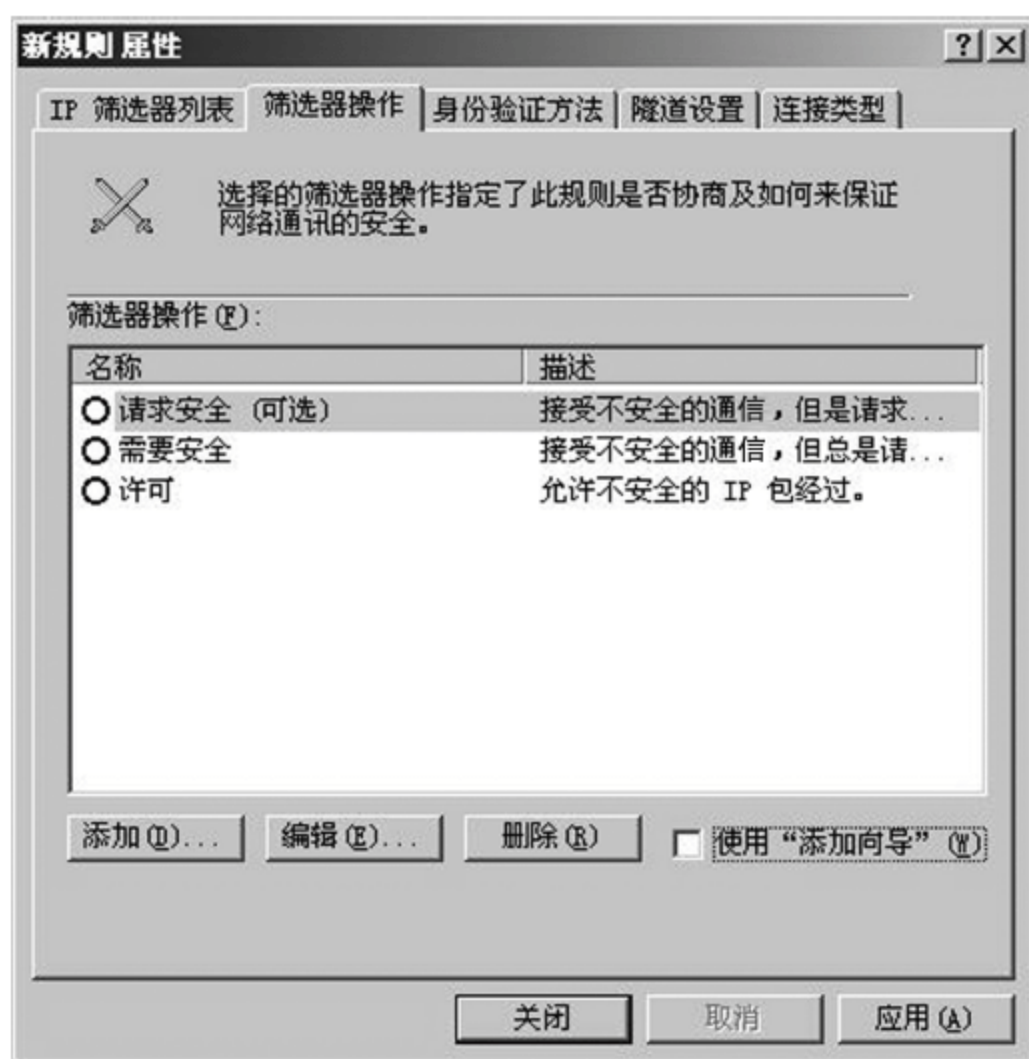 新规则 属性
? ×
IP 筛选器列表 筛选器操作 身份验证方法 隧道设置 连接类型
选择的筛选器操作指定了此规则是否协商及如何来保证
网络通讯的安全。
筛选器操作(F):
名称 描述
请求安全 (可选) 接受不安全的通信，但是请求...
需要安全 接受不安全的通信，但总是请...
许可 允许不安全的 IP 包经过。
添加(D)... 编辑(E)... 删除(R) 使用“添加向导”(W)
关闭 取消 应用(A)